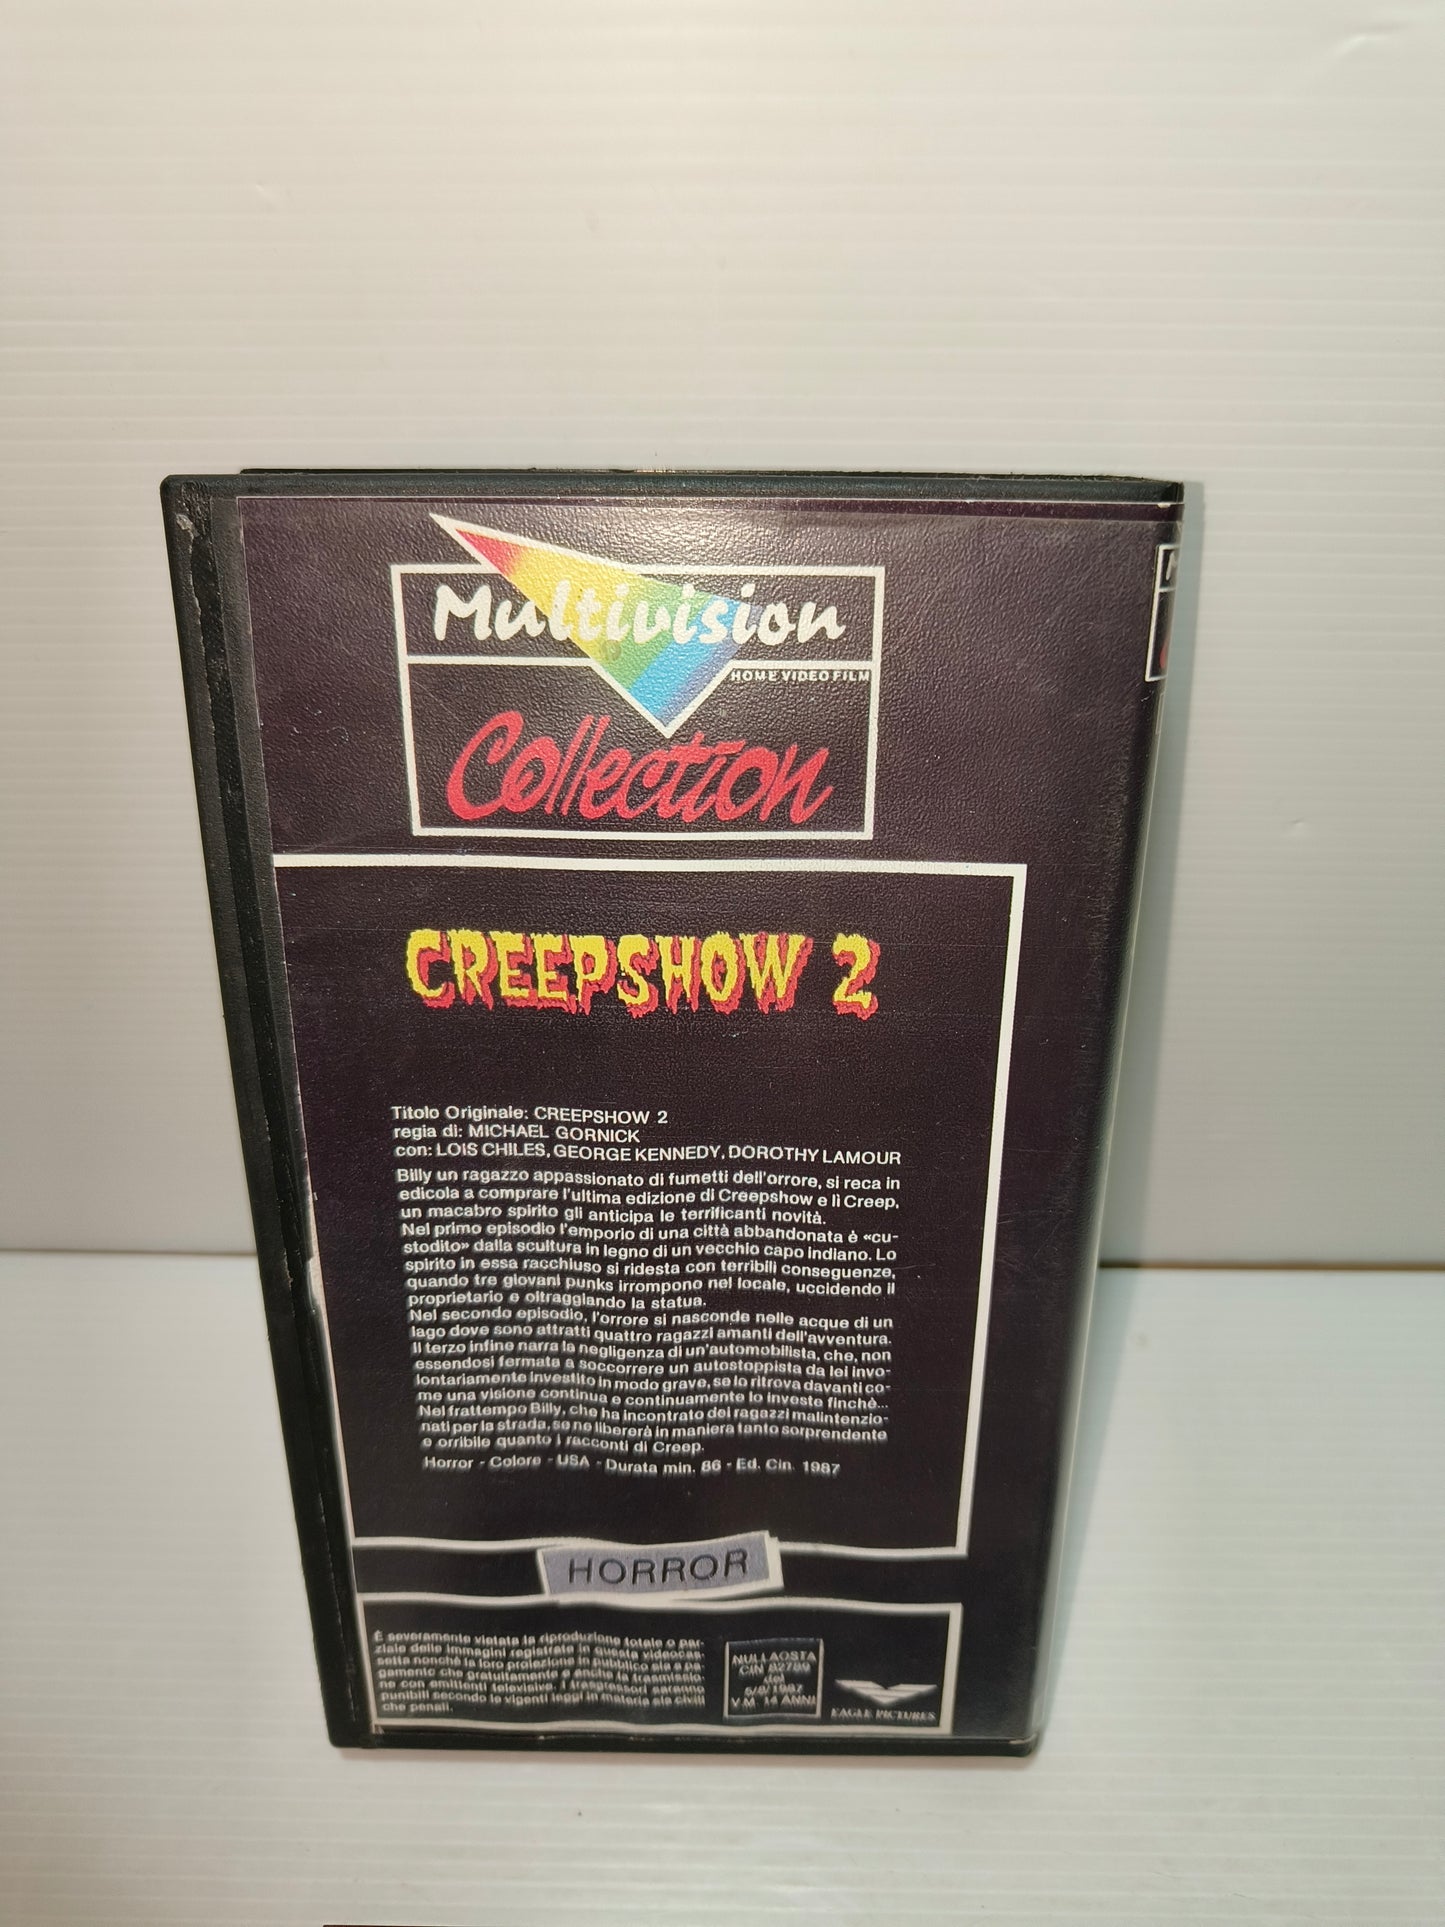 Multivision
HOME VIDEO FILM
Collection
CREEPSHOW 2
Titolo Originale: CREEPSHOW 2
regia di: MICHAEL GORNICK
con: LOIS CHILES, GEORGE KENNEDY, DOROTHY LAMOUR
Billy un ragazzo appassionato di fumetti dell'orrore, si reca in
edicola a comprare l'ultima edizione di Creepshow e lì Creep,
un macabro spirito gli anticipa le terrificanti novità.
Nel primo episodio l'emporio di una città abbandonata è «cu-
stodito» dalla scultura in legno di un vecchio capo indiano. Lo
spirito in essa racchiuso si ridesta con terribili conseguenze,
quando tre giovani punks irrompono nel locale, uccidendo il
proprietario e oltraggiando la statua.
Nel secondo episodio, l'orrore si nasconde nelle acque di un
lago dove sono attratti quattro ragazzi amanti dell'avventura.
Il terzo infine narra la negligenza di un'automobilista, che, non
essendosi fermata a soccorrere un autostoppista da lei invo-
lontariamente investito in modo grave, se lo ritrova davanti co-
me una visione continua e continuamente lo investe finchè...
Nel frattempo Billy, che ha incontrato dei ragazzi malintenzio-
nati per la strada, se ne libererà in maniera tanto sorprendente
e orribile quanto i racconti di Creep.
Horror - Colore - USA - Durata min. 86 - Ed. Cin. 1987
HORROR
È severamente vietata la riproduzione totale o par-
ziale delle immagini registrate in questa videocas-
setta nonchè la loro proiezione in pubblico sia a pa-
gamento che gratuitamente e anche la trasmissio-
ne con emittenti televisive. I trasgressori saranno
punibili secondo le vigenti leggi in materia sia civili
che penali.
NULLAOSTA
CIN 82799
del
5/8/1987
V.M. 14 ANNI
EAGLE PICTURES